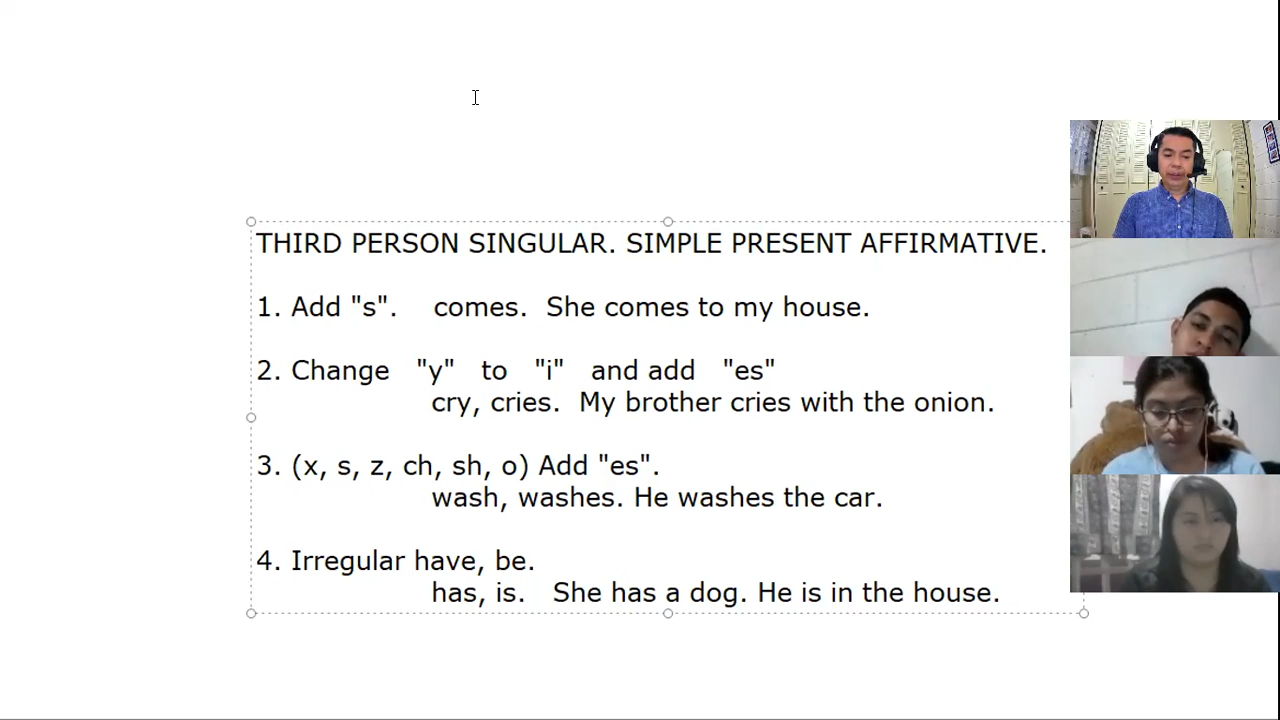 THIRD PERSON SINGULAR. SIMPLE PRESENT AFFIRMATIVE.
1. Add "s". comes. She comes to my house.
2. Change "y" to "i" and add "es"
cry, cries. My brother cries with the onion.
3. (x, s, z, ch, sh, o) Add "es".
wash, washes. He washes the car.
4. Irregular have, be.
has, is. She has a dog. He is in the house.